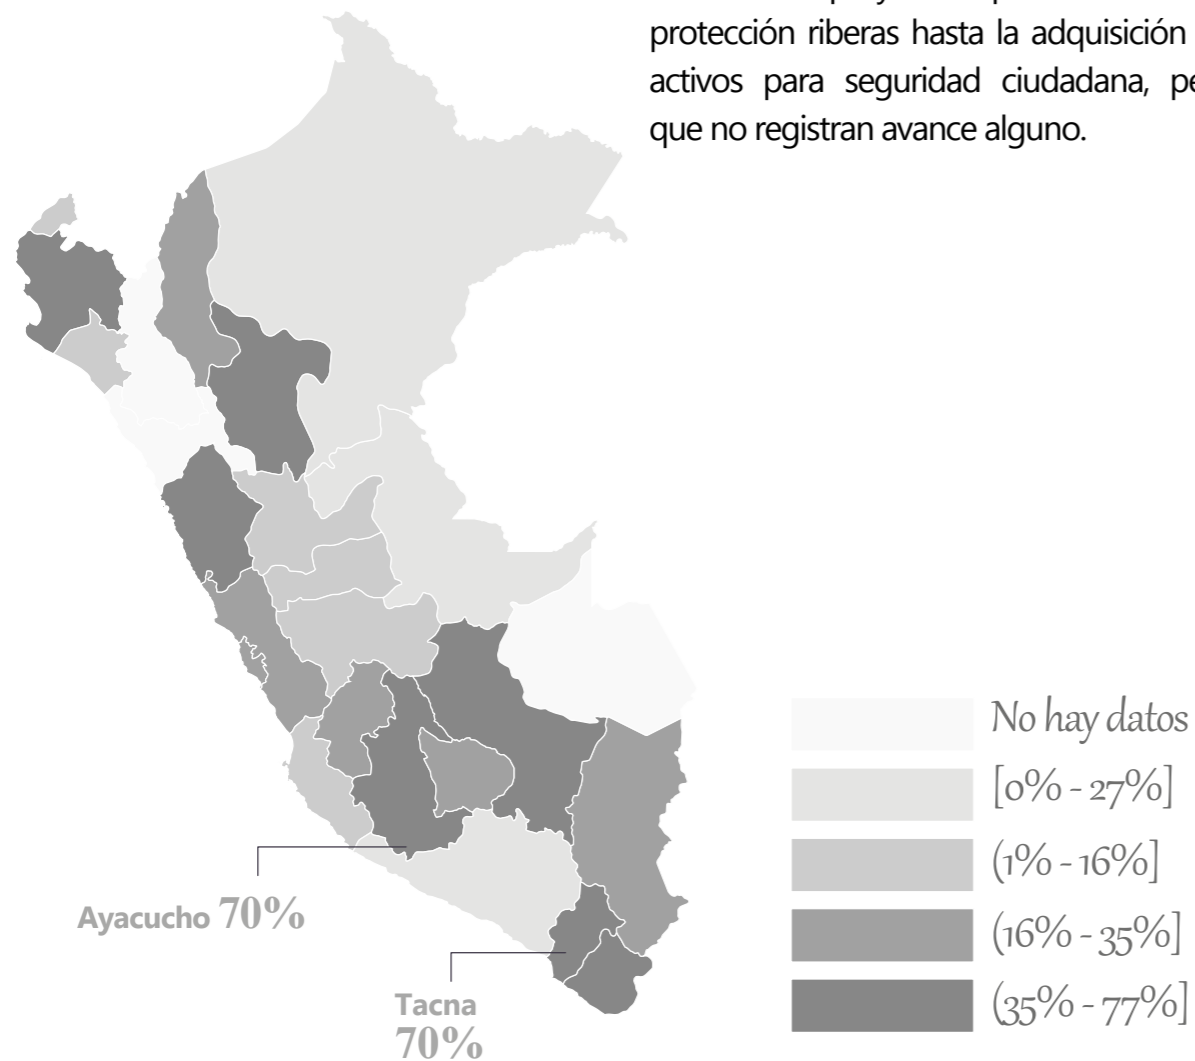 protección riberas hasta la adquisición
activos para seguridad ciudadana,
que no registran avance alguno.
No hay datos
[0% - 27%]
(1% - 16%]
(16% - 35%]
(35% - 77%]
Ayacucho 70%
Tacna
70%